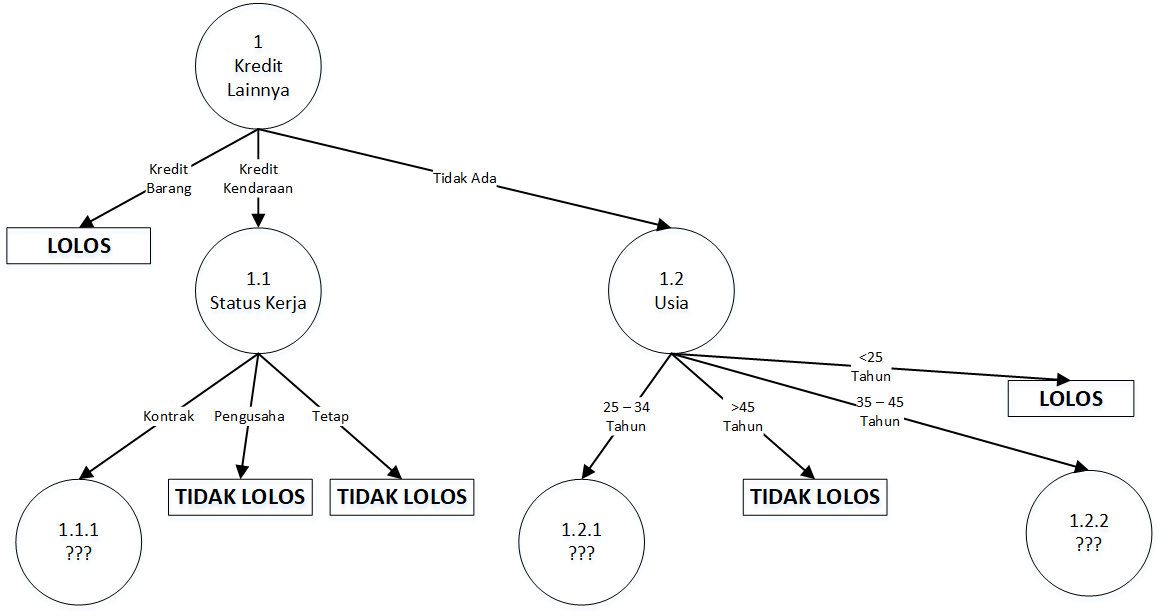 1
Kredit
Lainnya
Kredit
Barang
Kredit
Kendaraan
Tidak Ada
LOLOS
1.1
Status Kerja
1.2
Usia
Kontrak
Pengusaha
Tetap
25 – 34
Tahun
>45
Tahun
35 – 45
Tahun
<25
Tahun
LOLOS
1.1.1
???
TIDAK LOLOS
TIDAK LOLOS
1.2.1
???
TIDAK LOLOS
1.2.2
???